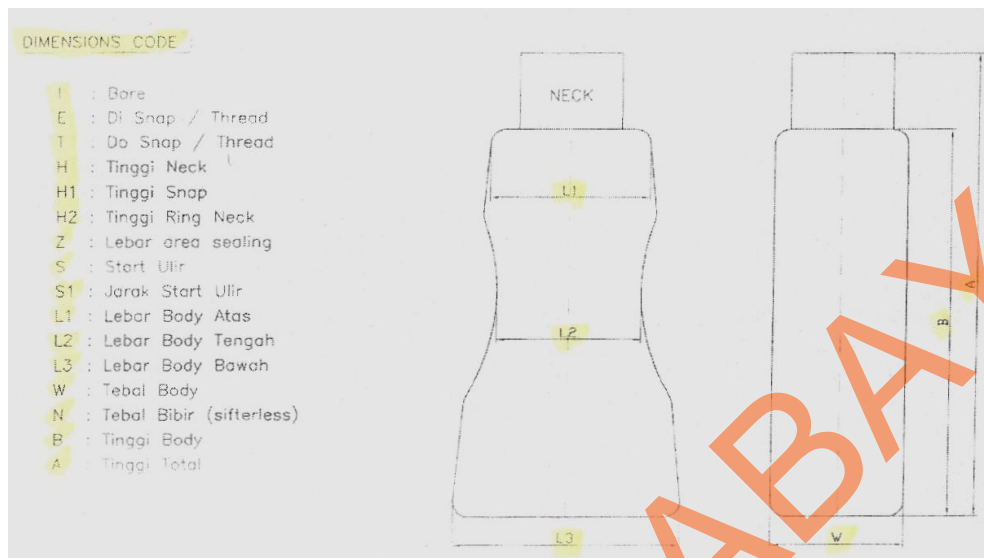 DIMENSIONS CODE :
I : Bore
E : Di Snap / Thread
T : Do Snap / Thread
H : Tinggi Neck
H1 : Tinggi Snap
H2 : Tinggi Ring Neck
Z : Lebar area sealing
S : Start Ulir
S1 : Jarak Start Ulir
L1 : Lebar Body Atas
L2 : Lebar Body Tengah
L3 : Lebar Body Bawah
W : Tebal Body
N : Tebal Bibir (sifterless)
B : Tinggi Body
A : Tinggi Total
NECK
L1
L2
L3
A
B
W
ABAY